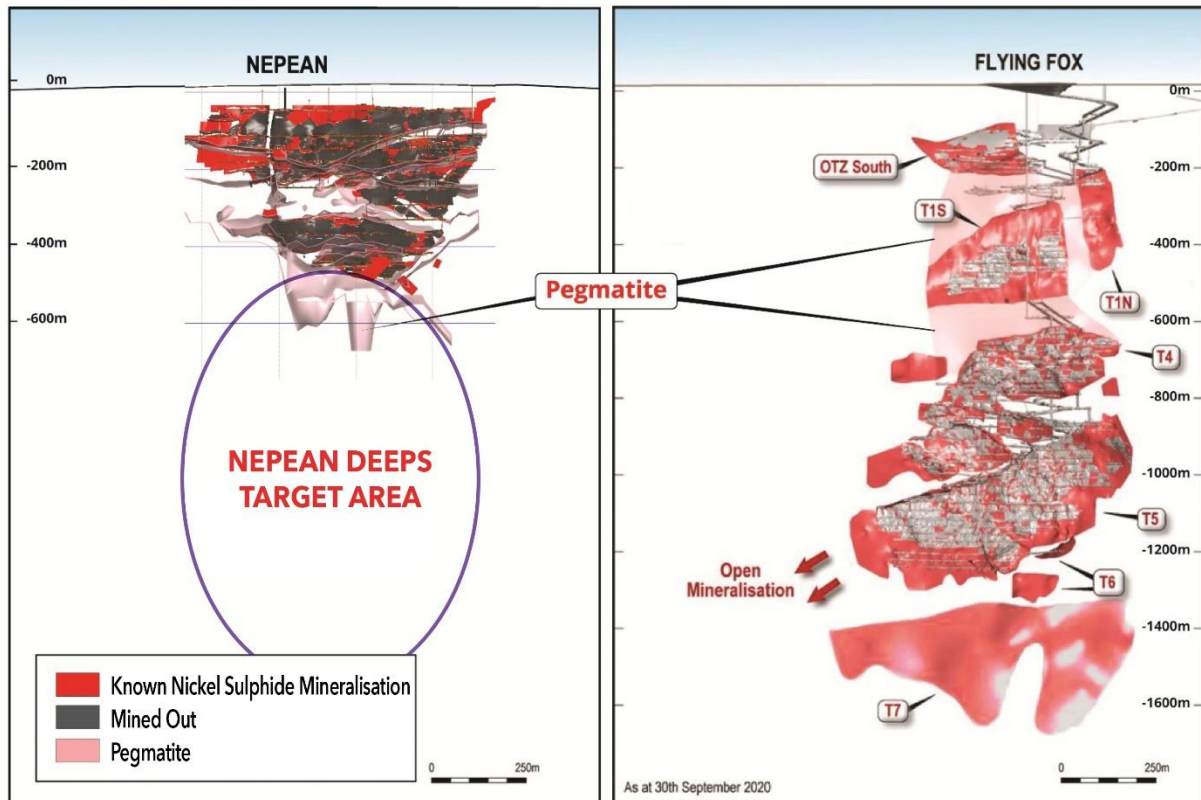 NEPEAN
0m
-200m
-400m
-600m
NEPEAN DEEPS
TARGET AREA
Known Nickel Sulphide Mineralisation
Mined Out
Pegmatite
0
250m
Pegmatite
FLYING FOX
0m
-200m
-400m
-600m
-800m
-1000m
-1200m
-1400m
-1600m
OTZ South
T1S
T1N
T4
T5
T6
Open
Mineralisation
T7
As at 30th September 2020
0
250m